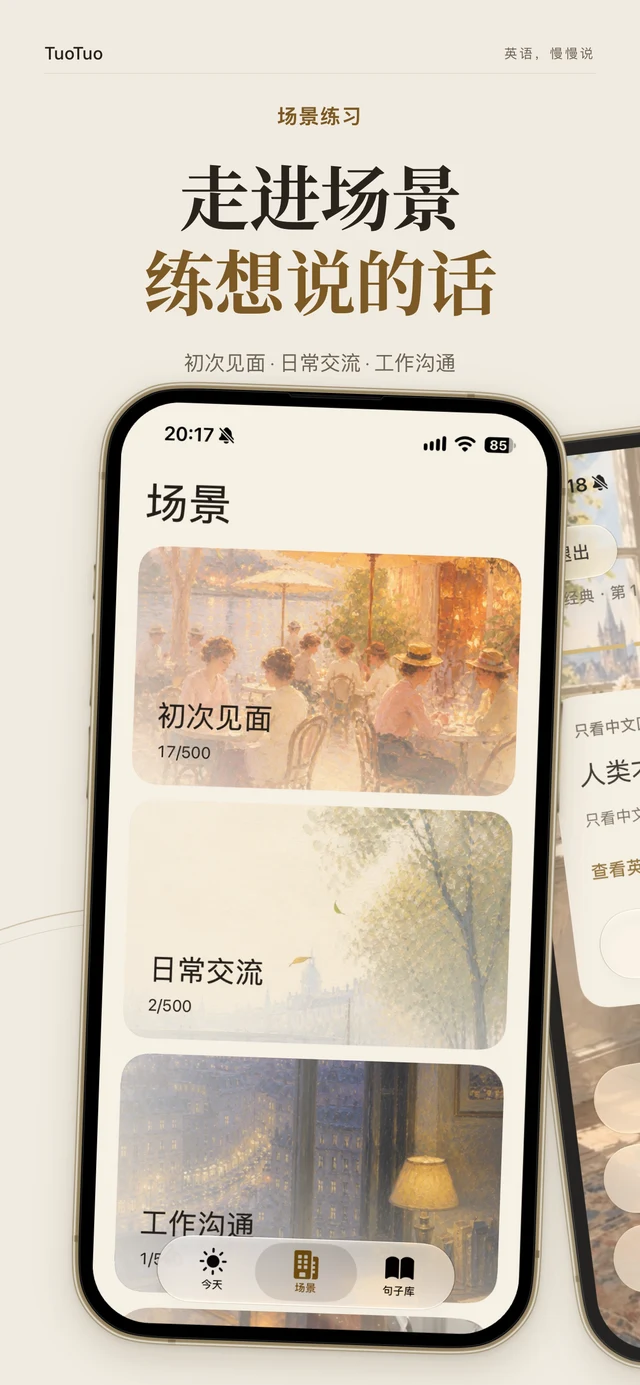 TuoTuo
英语，慢慢说
场景练习
走进场景
练想说的话
初次见面·日常交流·工作沟通
20:17
85
场景
初次见面
17/500
日常交流
2/500
工作沟通
1/5
今天
场景
句子库
18
退出
经典·第1
只看中文
人类
只看中文
查看英